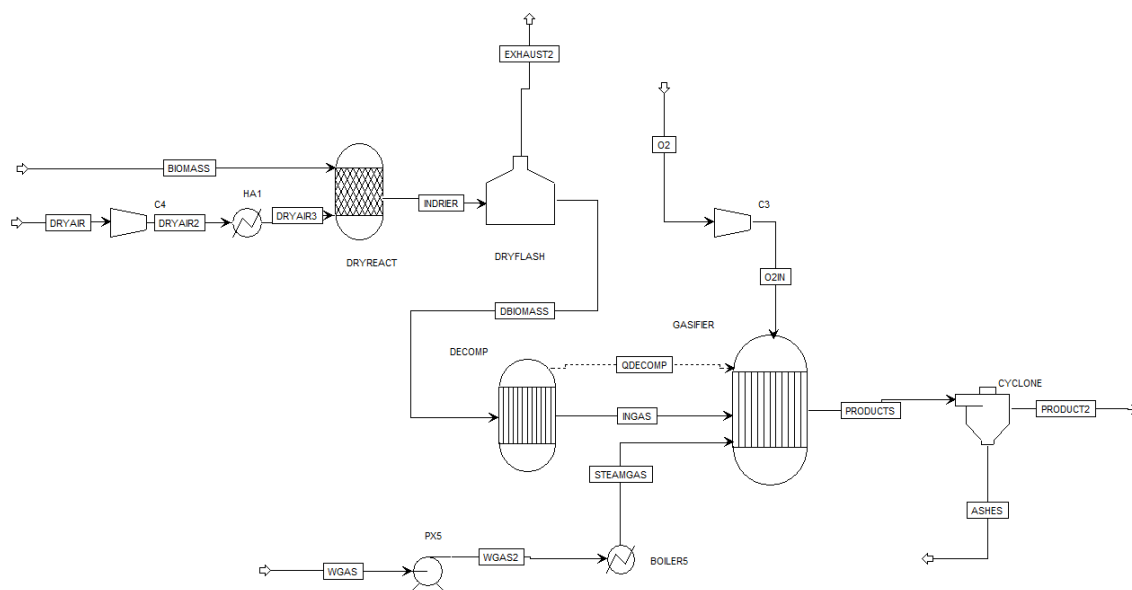 EXHAUST2
O2
BIOMASS
HA1
C4
C3
DRYAIR
DRYAIR2
DRYAIR3
INDRIER
DRYREACT
DRYFLASH
O2IN
DBIOMASS
GASIFIER
DECOMP
QDECOMP
CYCLONE
INGAS
PRODUCTS
PRODUCT2
STEAMGAS
ASHES
PX5
WGAS
WGAS2
BOILER5